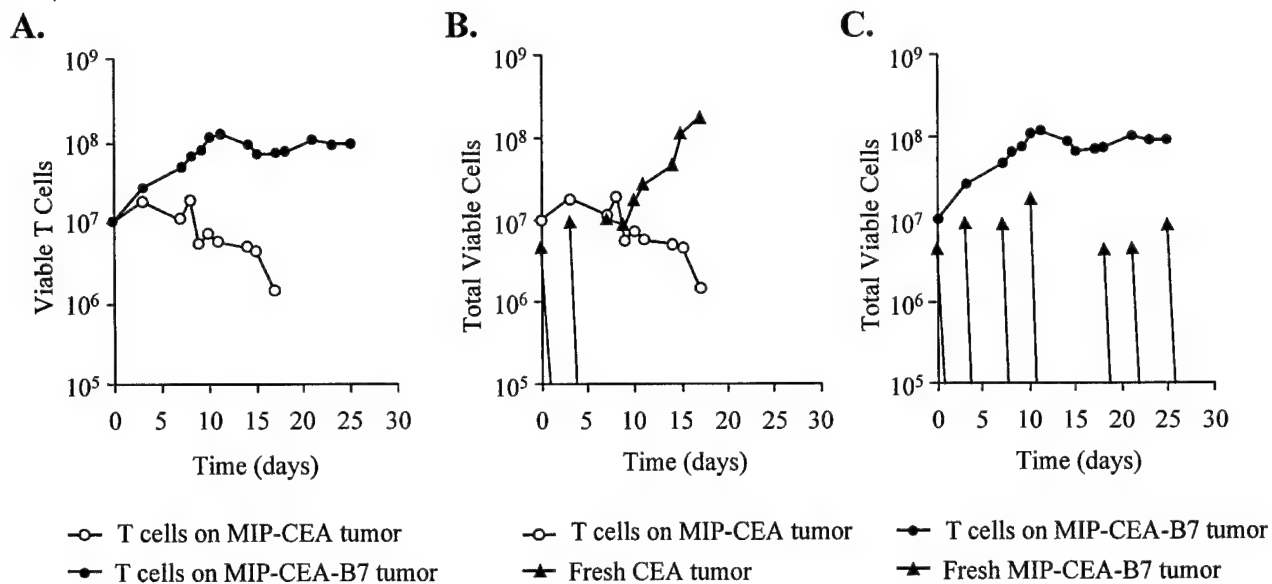 A.
10⁹
10⁸
10⁷
10⁶
10⁵
Viable T Cells
0 5 10 15 20 25 30
Time (days)
T cells on MIP-CEA tumor
T cells on MIP-CEA-B7 tumor
B.
10⁹
10⁸
10⁷
10⁶
10⁵
Total Viable Cells
0 5 10 15 20 25 30
Time (days)
T cells on MIP-CEA tumor
Fresh CEA tumor
C.
10⁹
10⁸
10⁷
10⁶
10⁵
Total Viable Cells
0 5 10 15 20 25 30
Time (days)
T cells on MIP-CEA-B7 tumor
Fresh MIP-CEA-B7 tumor